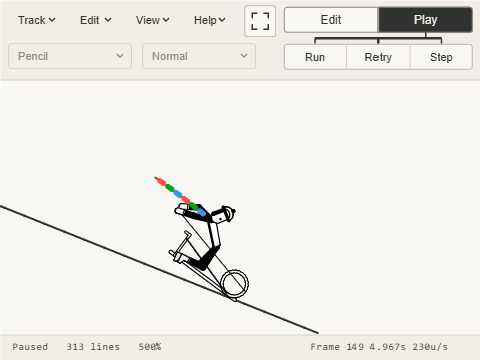 Track Edit View Help Edit Play
Pencil Normal Run Retry Step
Paused 313 lines 500% Frame 149 4.967s 230u/s